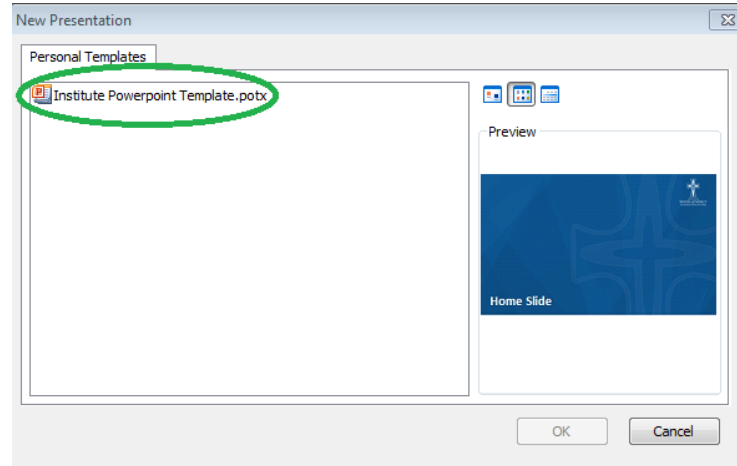 New Presentation
Personal Templates
Institute Powerpoint Template.potx
Preview
Home Slide
OK
Cancel